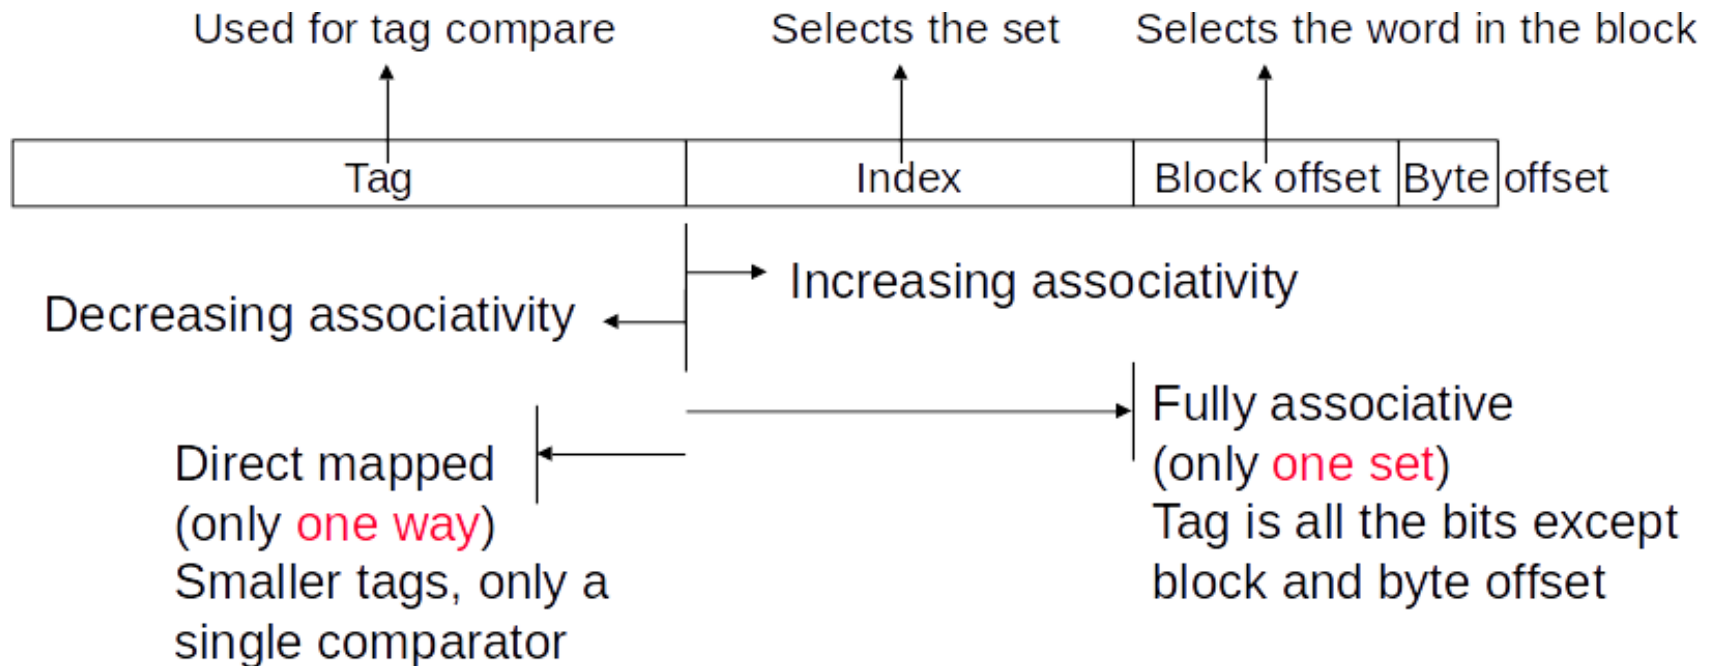 Used for tag compare
Selects the set
Selects the word in the block
Tag
Index
Block offset
Byte offset
Increasing associativity
Decreasing associativity
Fully associative
(only one set)
Tag is all the bits except
block and byte offset
Direct mapped
(only one way)
Smaller tags, only a
single comparator